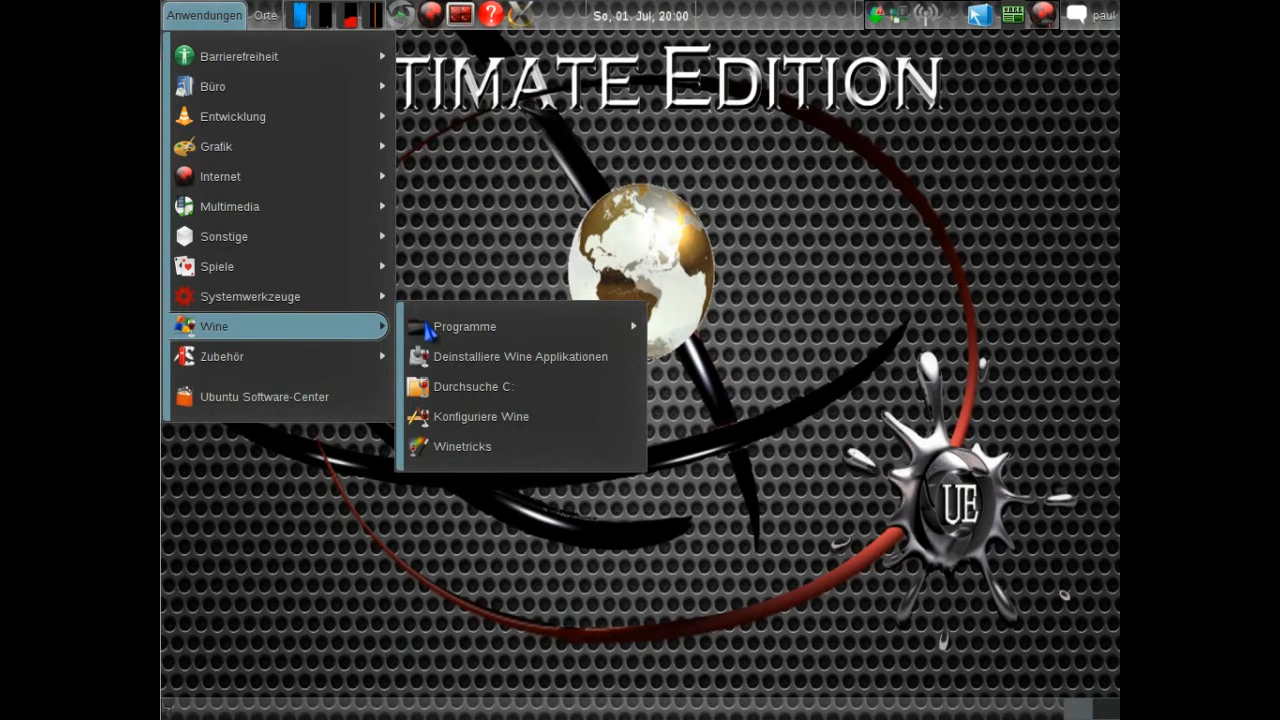 Anwendungen Orte So, 01. Jul, 20:00 paul
TIMATE EDITION
Barrierefreiheit
Büro
Entwicklung
Grafik
Internet
Multimedia
Sonstige
Spiele
Systemwerkzeuge
Wine
Zubehör
Ubuntu Software-Center
Programme
Deinstalliere Wine Applikationen
Durchsuche C:
Konfiguriere Wine
Winetricks
UE